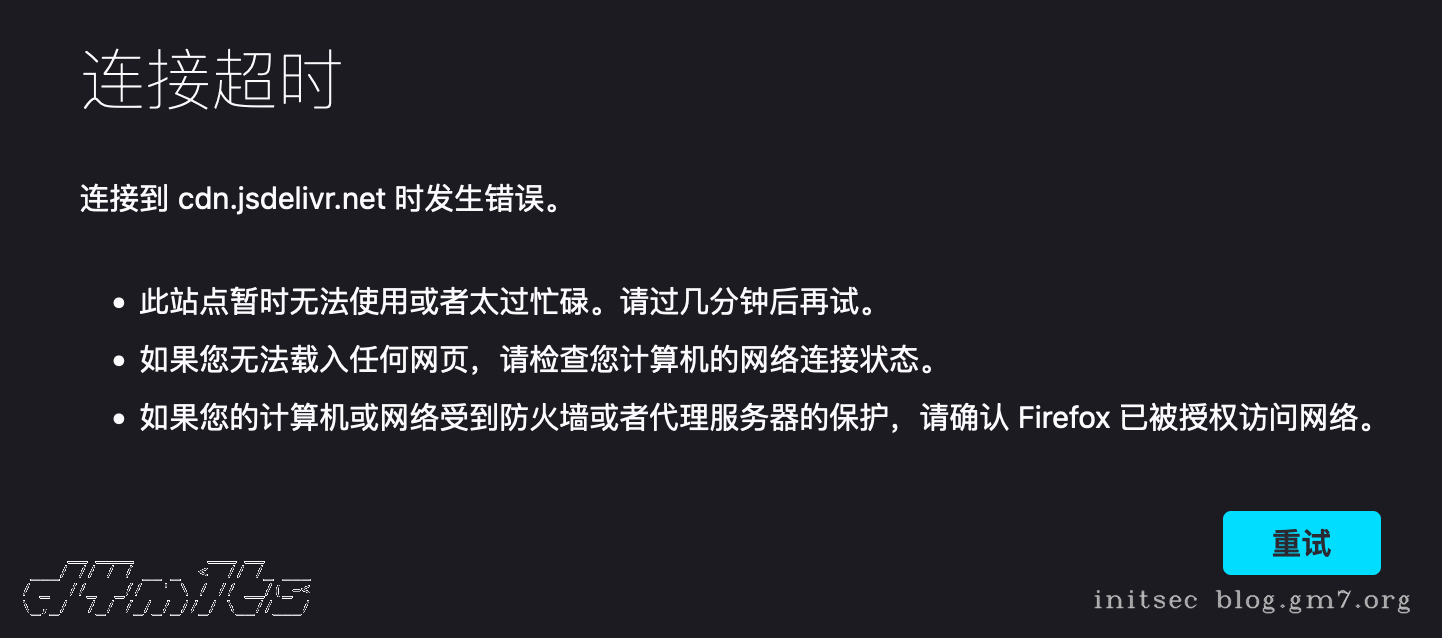 连接超时
连接到 cdn.jsdelivr.net 时发生错误。
此站点暂时无法使用或者太过忙碌。请过几分钟后再试。
如果您无法载入任何网页，请检查您计算机的网络连接状态。
如果您的计算机或网络受到防火墙或者代理服务器的保护，请确认 Firefox 已被授权访问网络。
重试
d4m1ts
initsec blog.gm7.org